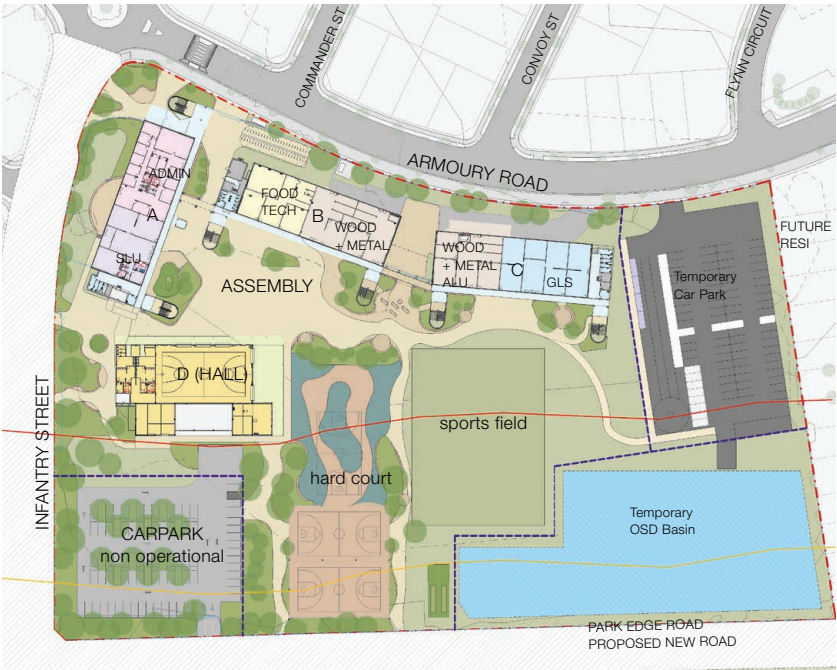 COMMANDER ST
CONVOY ST
FLYNN CIRCUIT
ARMOURY ROAD
ADMIN
A
SLU
FOOD
TECH
B
WOOD
+ METAL
WOOD
+ METAL
ALU
C
GLS
FUTURE
RESI
Temporary
Car Park
ASSEMBLY
D (HALL)
INFANTRY STREET
sports field
hard court
CARPARK
non operational
Temporary
OSD Basin
PARK EDGE ROAD
PROPOSED NEW ROAD